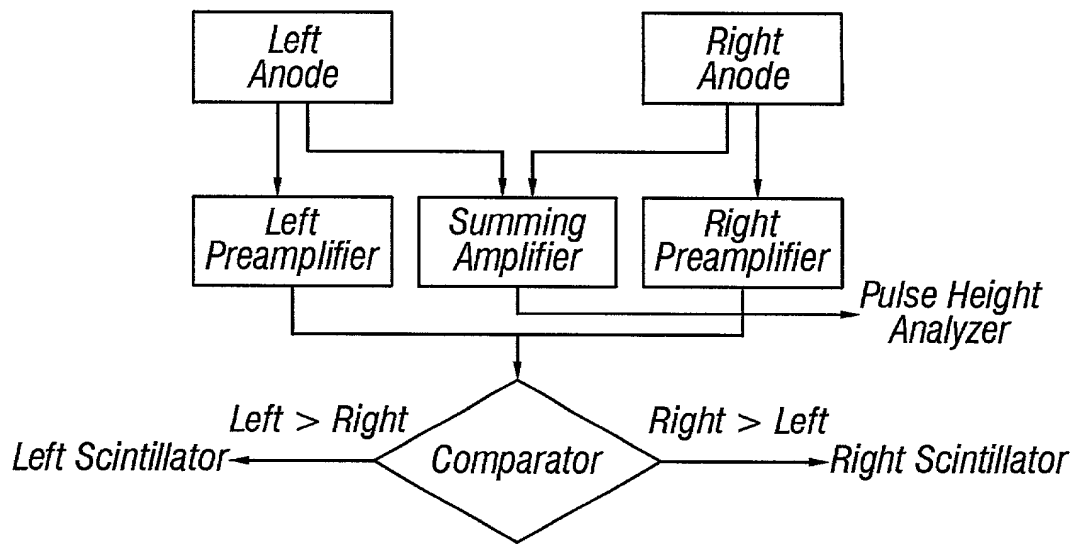 Left
Anode
Right
Anode
Left
Preamplifier
Summing
Amplifier
Right
Preamplifier
Pulse Height
Analyzer
Left > Right
Right > Left
Left Scintillator
Comparator
Right Scintillator